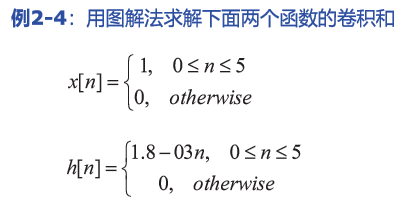 例2-4：用图解法求解下面两个函数的卷积和
x[n] = { 1, 0 ≤ n ≤ 5
0, otherwise
h[n] = { 1.8 − 03n, 0 ≤ n ≤ 5
0, otherwise